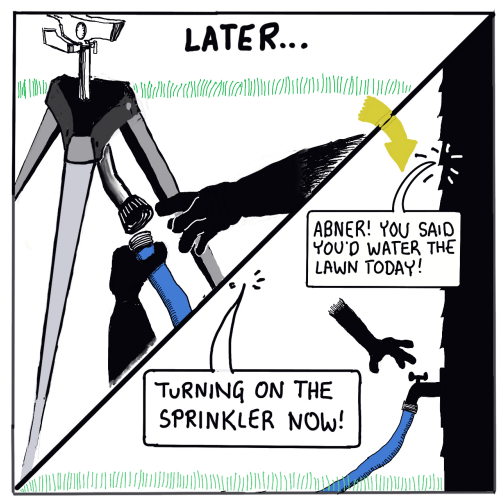 LATER...
ABNER! YOU SAID
YOU'D WATER THE
LAWN TODAY!
TURNING ON THE
SPRINKLER NOW!